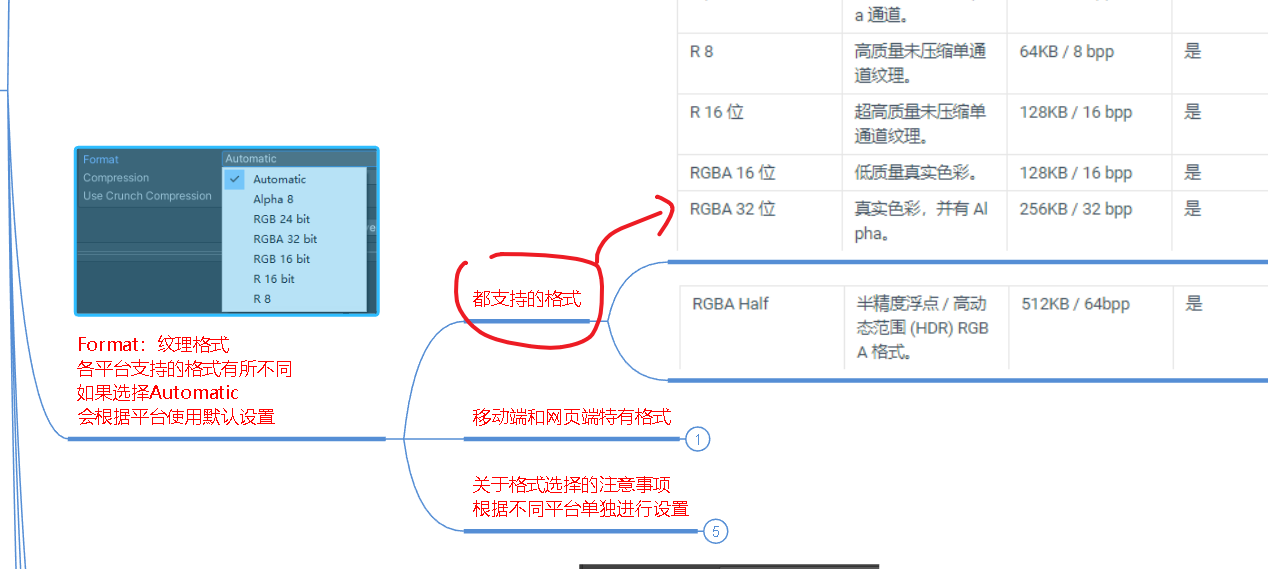 a 通道。
R 8
高质量未压缩单通
道纹理。
64KB / 8 bpp
是
R 16 位
超高质量未压缩单
通道纹理。
128KB / 16 bpp
是
RGBA 16 位
低质量真实色彩。
128KB / 16 bpp
是
RGBA 32 位
真实色彩，并有 Al
pha。
256KB / 32 bpp
是
RGBA Half
半精度浮点 / 高动
态范围 (HDR) RGB
A 格式。
512KB / 64bpp
是
Format
Automatic
Compression
Use Crunch Compression
Automatic
Alpha 8
RGB 24 bit
RGBA 32 bit
RGB 16 bit
R 16 bit
R 8
Format：纹理格式
各平台支持的格式有所不同
如果选择Automatic
会根据平台使用默认设置
都支持的格式
移动端和网页端特有格式
1
关于格式选择的注意事项
根据不同平台单独进行设置
5